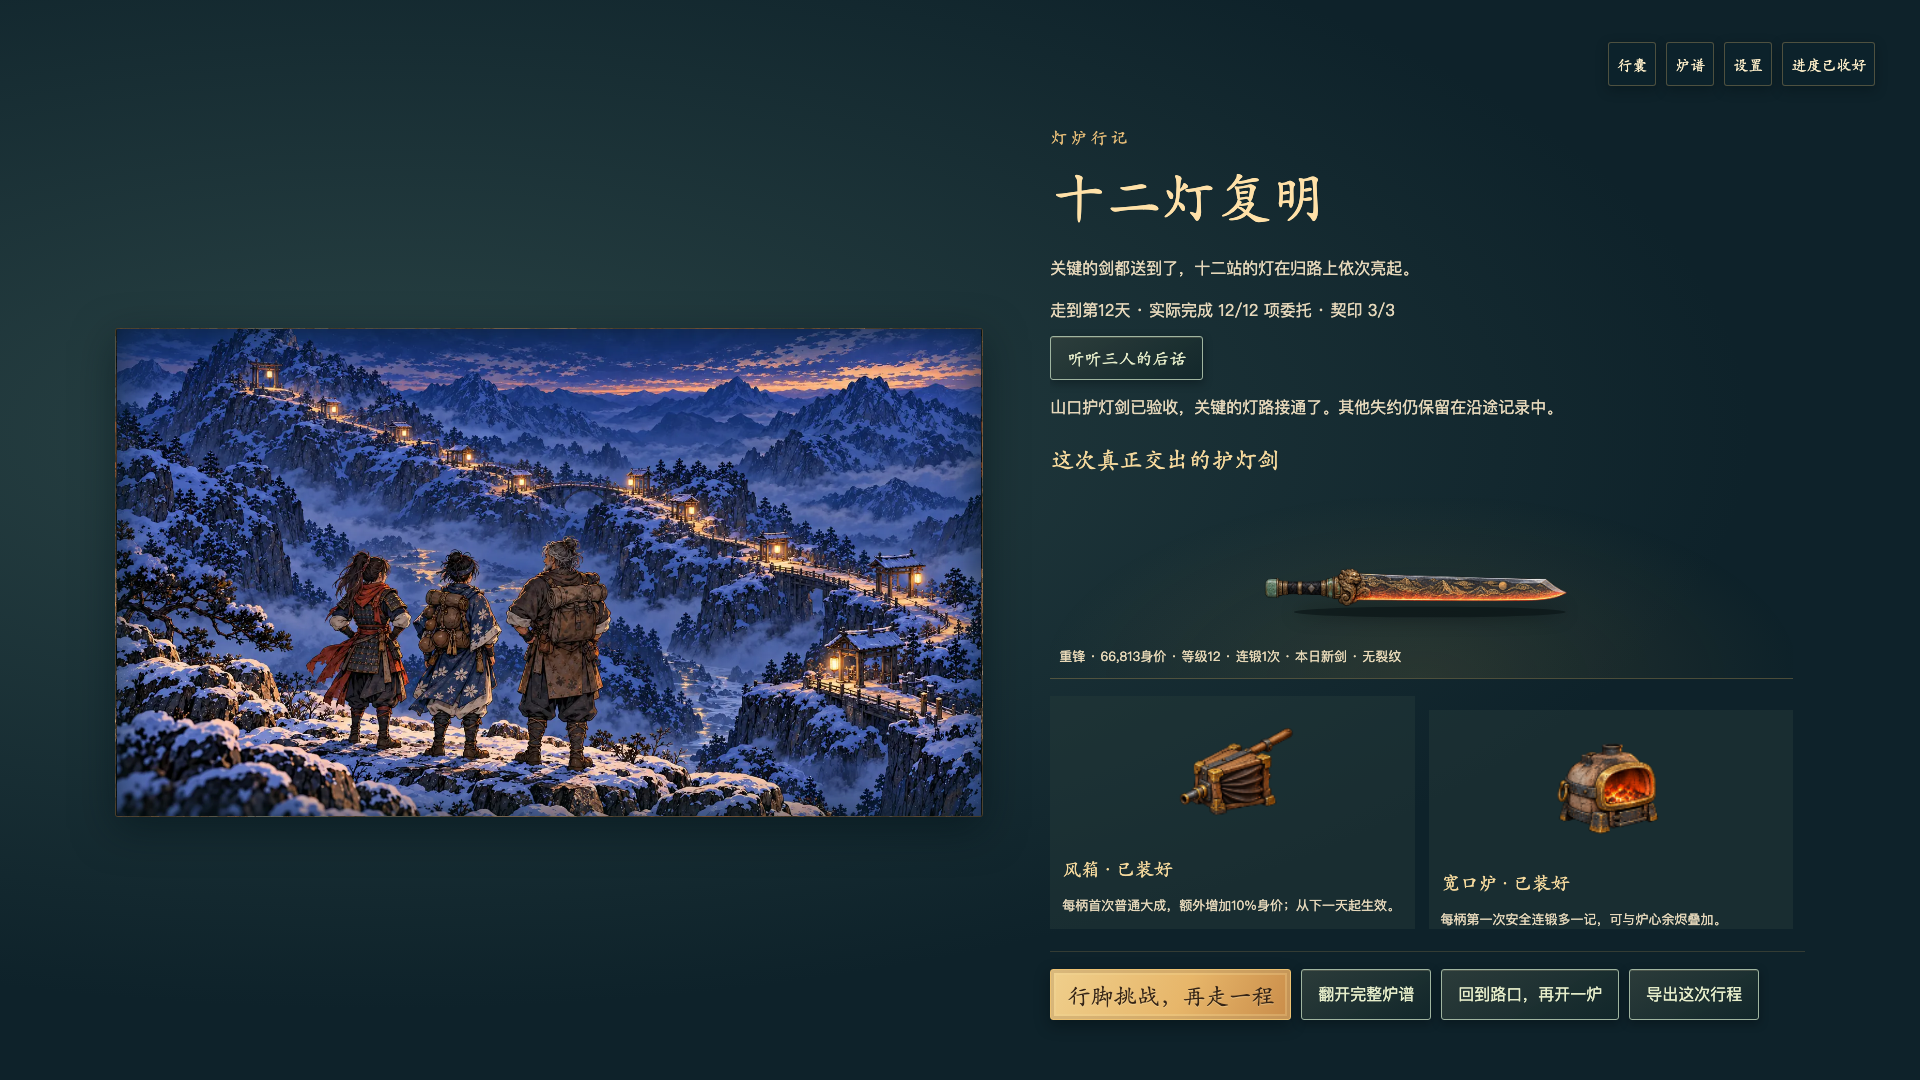 行囊 炉谱 设置 进度已收好
灯炉行记
十二灯复明
关键的剑都送到了，十二站的灯在归路上依次亮起。
走到第12天 · 实际完成 12/12 项委托 · 契印 3/3
听听三人的后话
山口护灯剑已验收，关键的灯路接通了。其他失约仍保留在沿途记录中。
这次真正交出的护灯剑
重锋 · 66,813身价 · 等级12 · 连锻1次 · 本日新剑 · 无裂纹
风箱 · 已装好
每柄首次普通大成，额外增加10%身价；从下一天起生效。
宽口炉 · 已装好
每柄第一次安全连锻多一记，可与炉心余烬叠加。
行脚挑战，再走一程 翻开完整炉谱 回到路口，再开一炉 导出这次行程